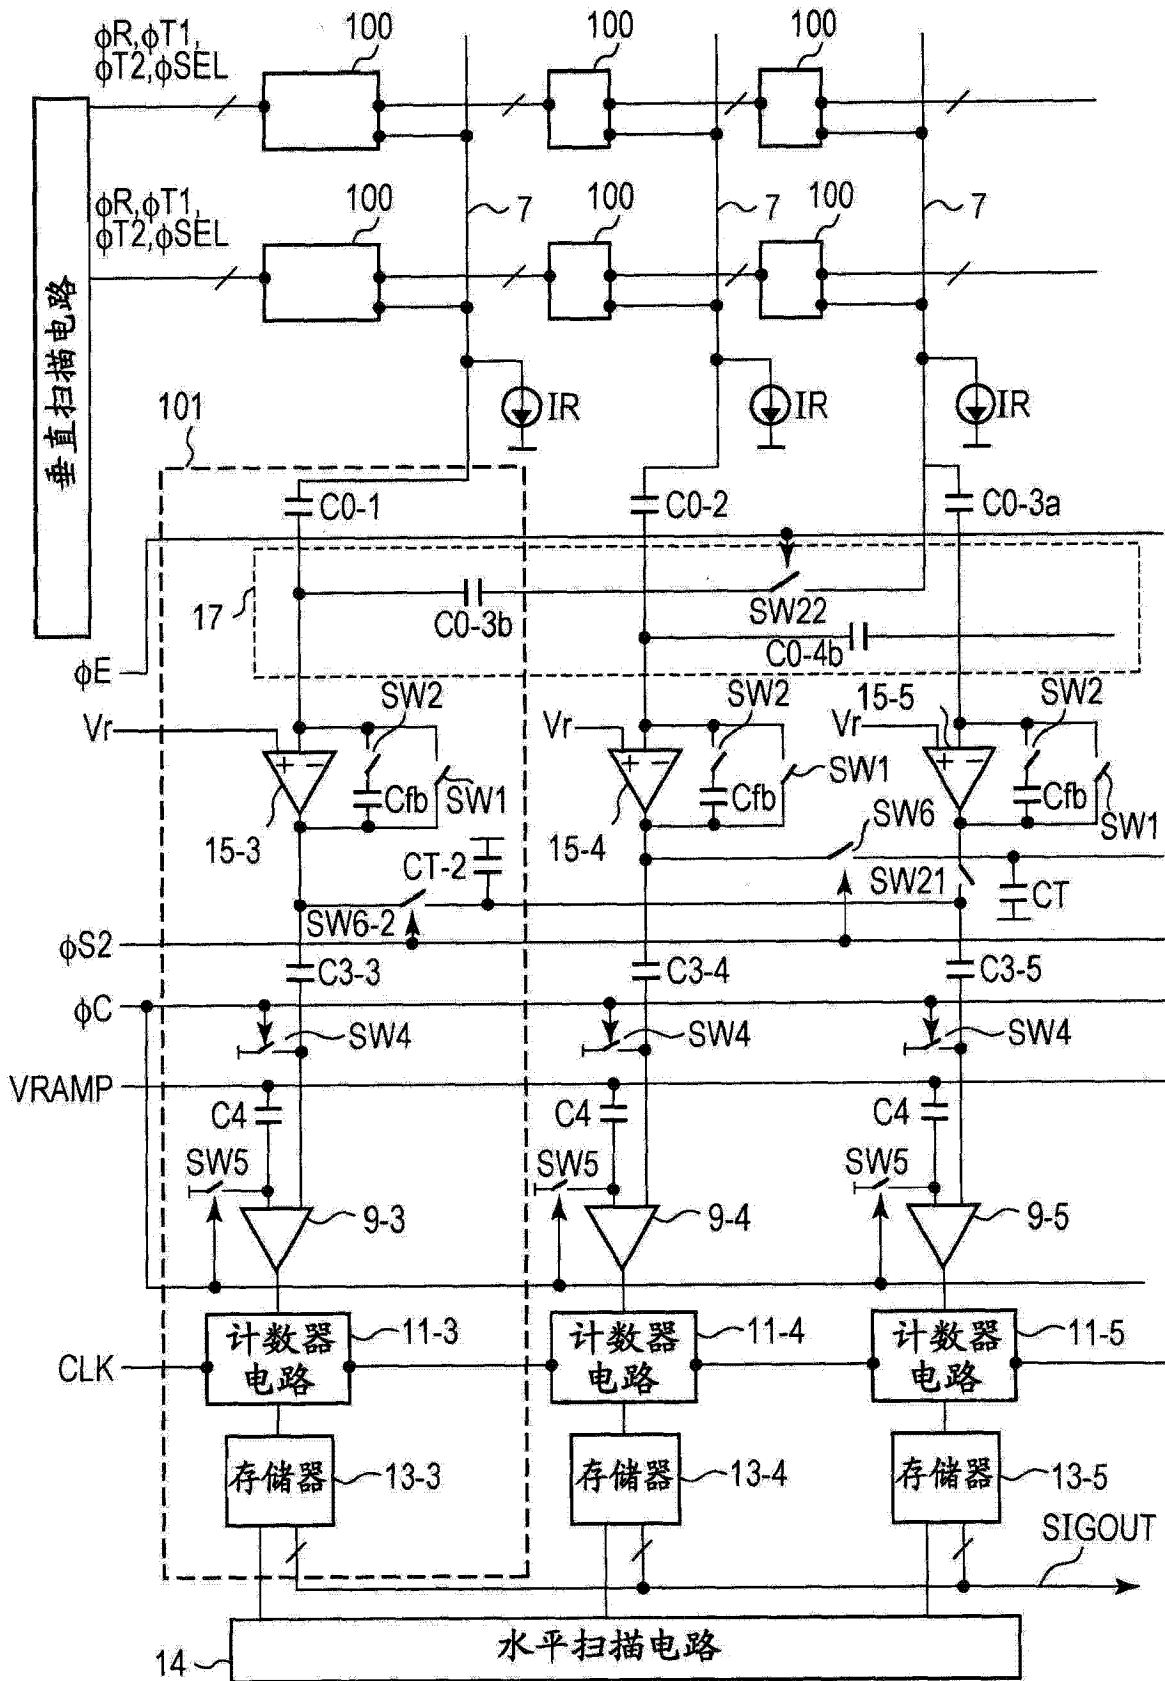 ϕR,ϕT1,
ϕT2,ϕSEL
100
100
100
ϕR,ϕT1,
ϕT2,ϕSEL
100
7
100
7
100
7
垂直扫描电路
101
IR
IR
IR
C0-1
C0-2
C0-3a
17
C0-3b
SW22
C0-4b
ϕE
Vr
SW2
Vr
SW2
15-5
Vr
SW2
+ −
+ −
+ −
Cfb
SW1
Cfb
SW1
Cfb
SW1
15-3
CT-2
15-4
SW6
SW21
CT
SW6-2
ϕS2
C3-3
C3-4
C3-5
ϕC
SW4
SW4
SW4
VRAMP
C4
C4
C4
SW5
SW5
SW5
9-3
9-4
9-5
CLK
计数器
电路
11-3
计数器
电路
11-4
计数器
电路
11-5
存储器
13-3
存储器
13-4
存储器
13-5
SIGOUT
14
水平扫描电路